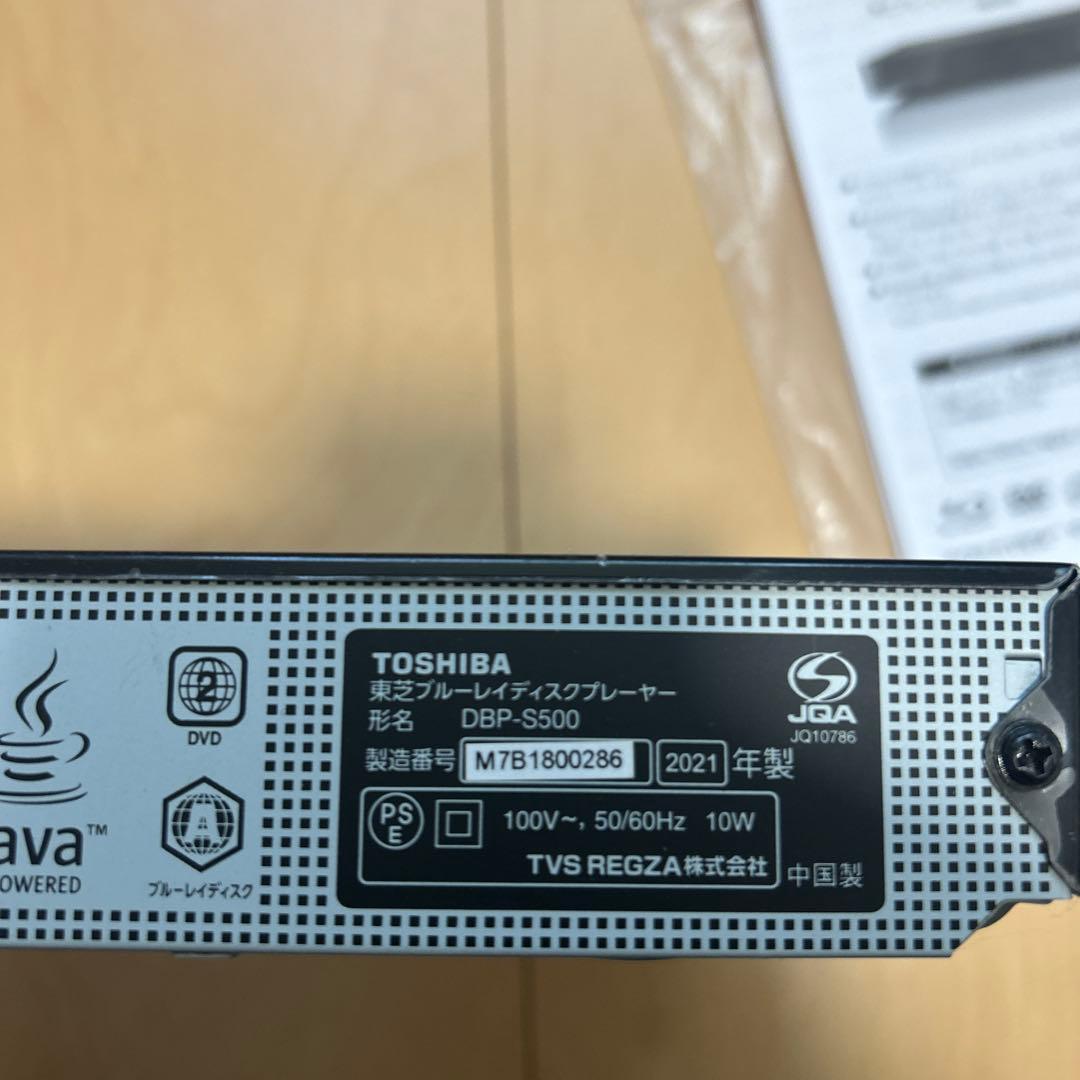 TOSHIBA
東芝ブルーレイディスクプレーヤー
形名 DBP-S500
製造番号 M7B1800286 2021 年製
PS
E
100V~, 50/60Hz 10W
TVS REGZA株式会社
中国製
JQA
JQ10786
2
DVD
A
ブルーレイディスク
ava™
OWERED